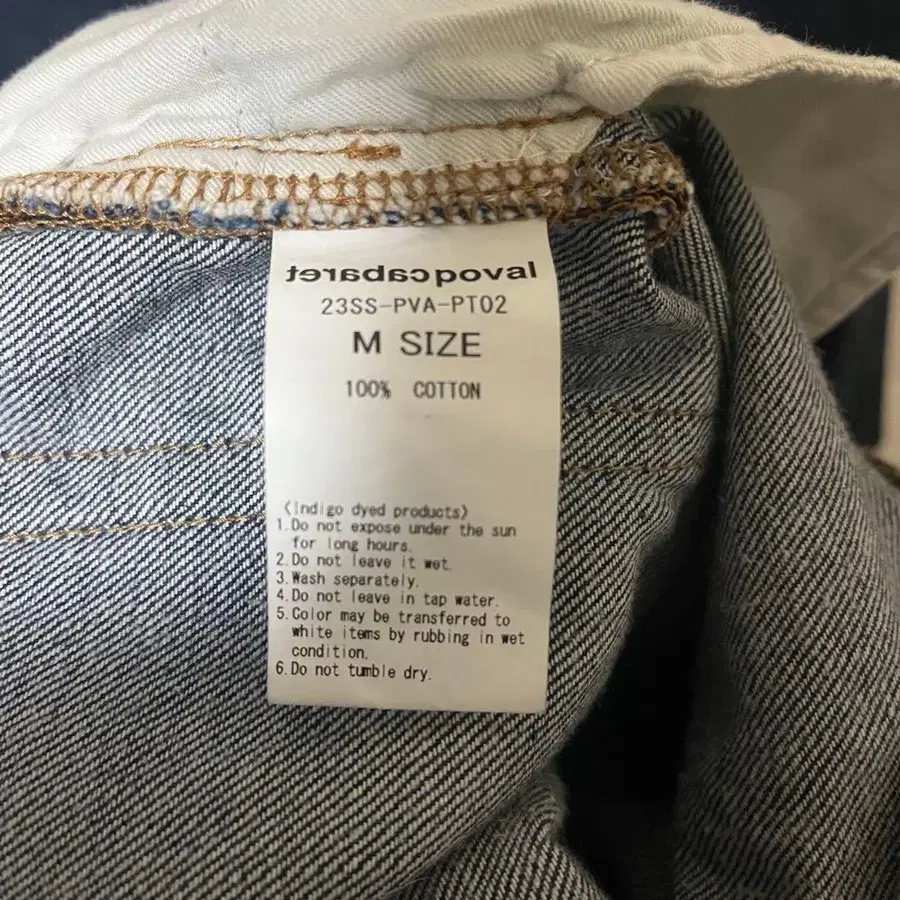 lavoqcabaret
23SS-PVA-PT02
M SIZE
100% COTTON
(Indigo dyed products)
1.Do not expose under the sun
for long hours.
2.Do not leave it wet.
3.Wash separately.
4.Do not leave in tap water.
5.Color may be transferred to
white items by rubbing in wet
condition.
6.Do not tumble dry.